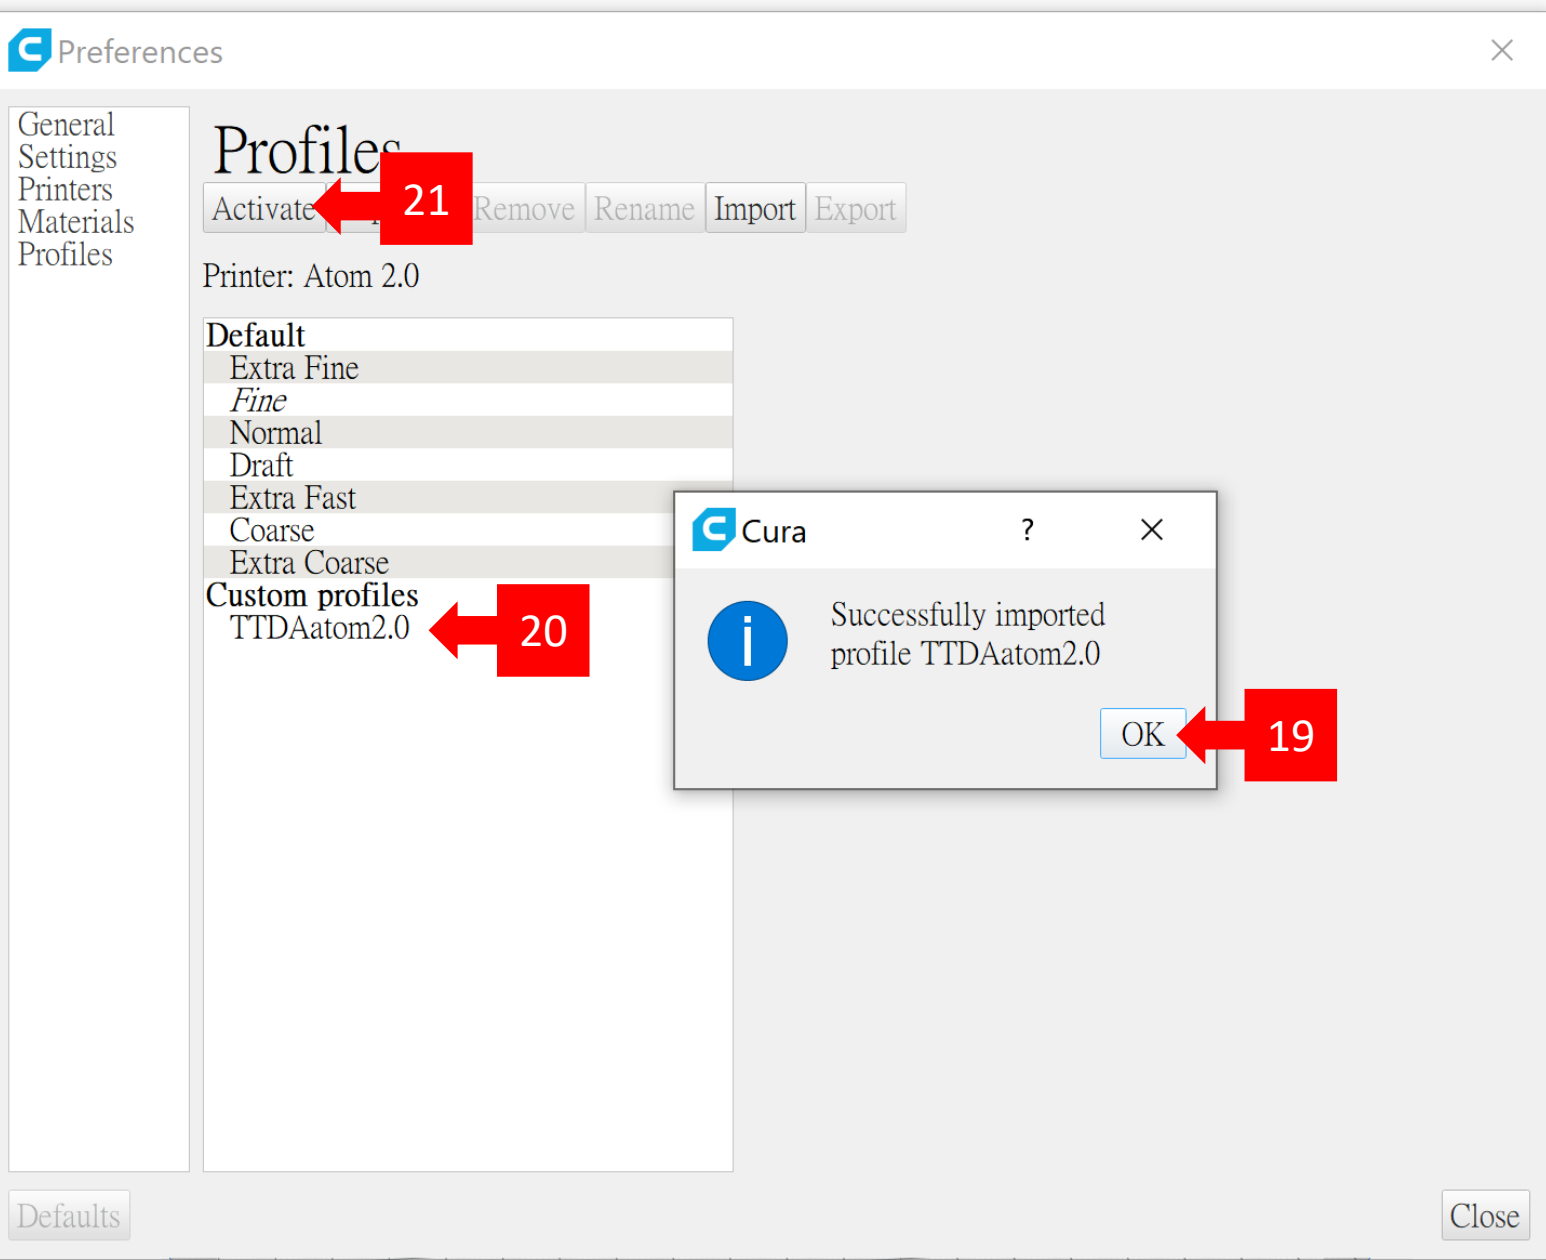 Preferences
General
Settings
Printers
Materials
Profiles
Profiles
Activate 21 Remove Rename Import Export
Printer: Atom 2.0
Default
Extra Fine
Fine
Normal
Draft
Extra Fast
Coarse
Extra Coarse
Custom profiles
TTDAatom2.0
20
Cura ?
Successfully imported
profile TTDAatom2.0
OK
19
Defaults
Close